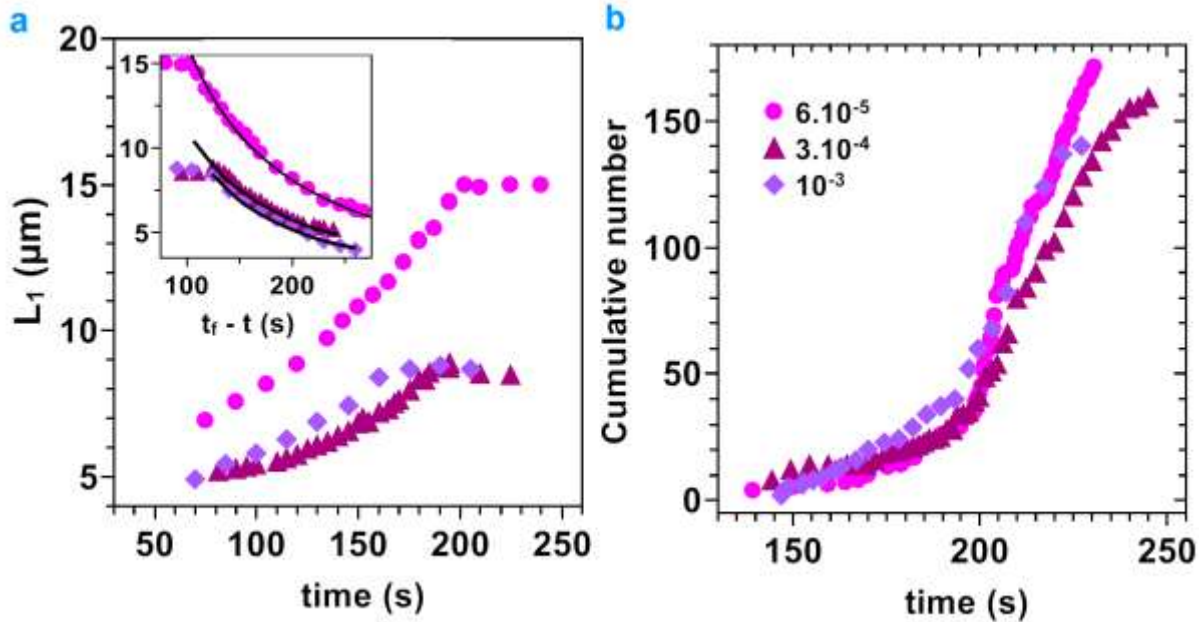 a
20
15
10
5
L₁ (μm)
50 100 150 200 250
time (s)
15
10
5
100 200
t_f - t (s)
b
150
100
50
0
Cumulative number
6.10⁻⁵
3.10⁻⁴
10⁻³
150 200 250
time (s)